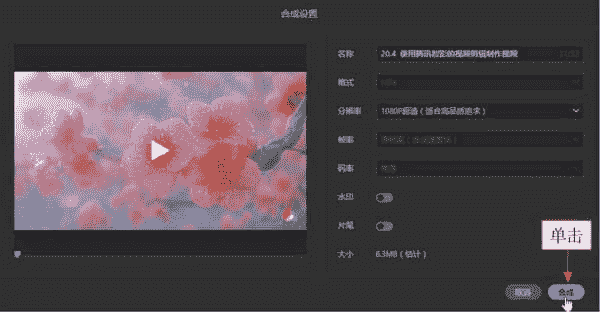 合成设置
名称
20.4 使用腾讯智影的视频剪辑制作视频
格式
分辨率
1080P超清（适合高品质追求）
帧率
码率
水印
片尾
大小
6.3MB（估计）
单击
合成